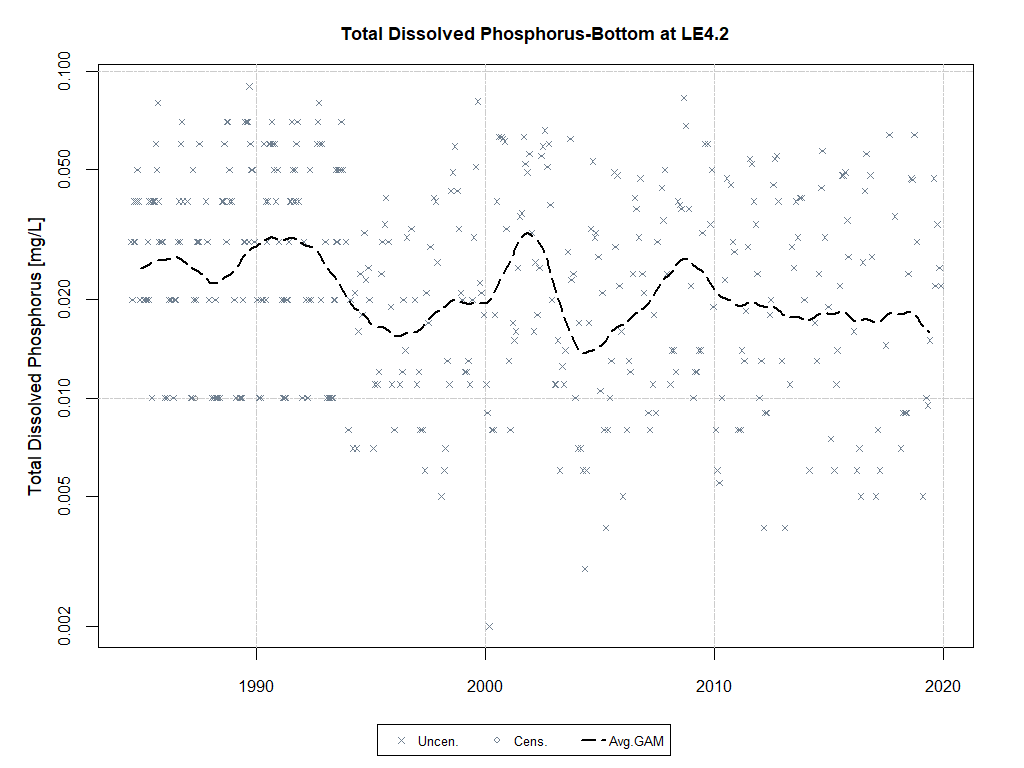 Total Dissolved Phosphorus-Bottom at LE4.2
Total Dissolved Phosphorus [mg/L]
0.100
0.050
0.020
0.010
0.005
0.002
1990 2000 2010 2020
Uncen. Cens. Avg.GAM